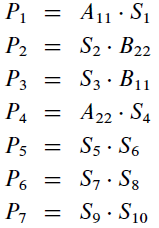 P₁ = A₁₁ · S₁
P₂ = S₂ · B₂₂
P₃ = S₃ · B₁₁
P₄ = A₂₂ · S₄
P₅ = S₅ · S₆
P₆ = S₇ · S₈
P₇ = S₉ · S₁₀